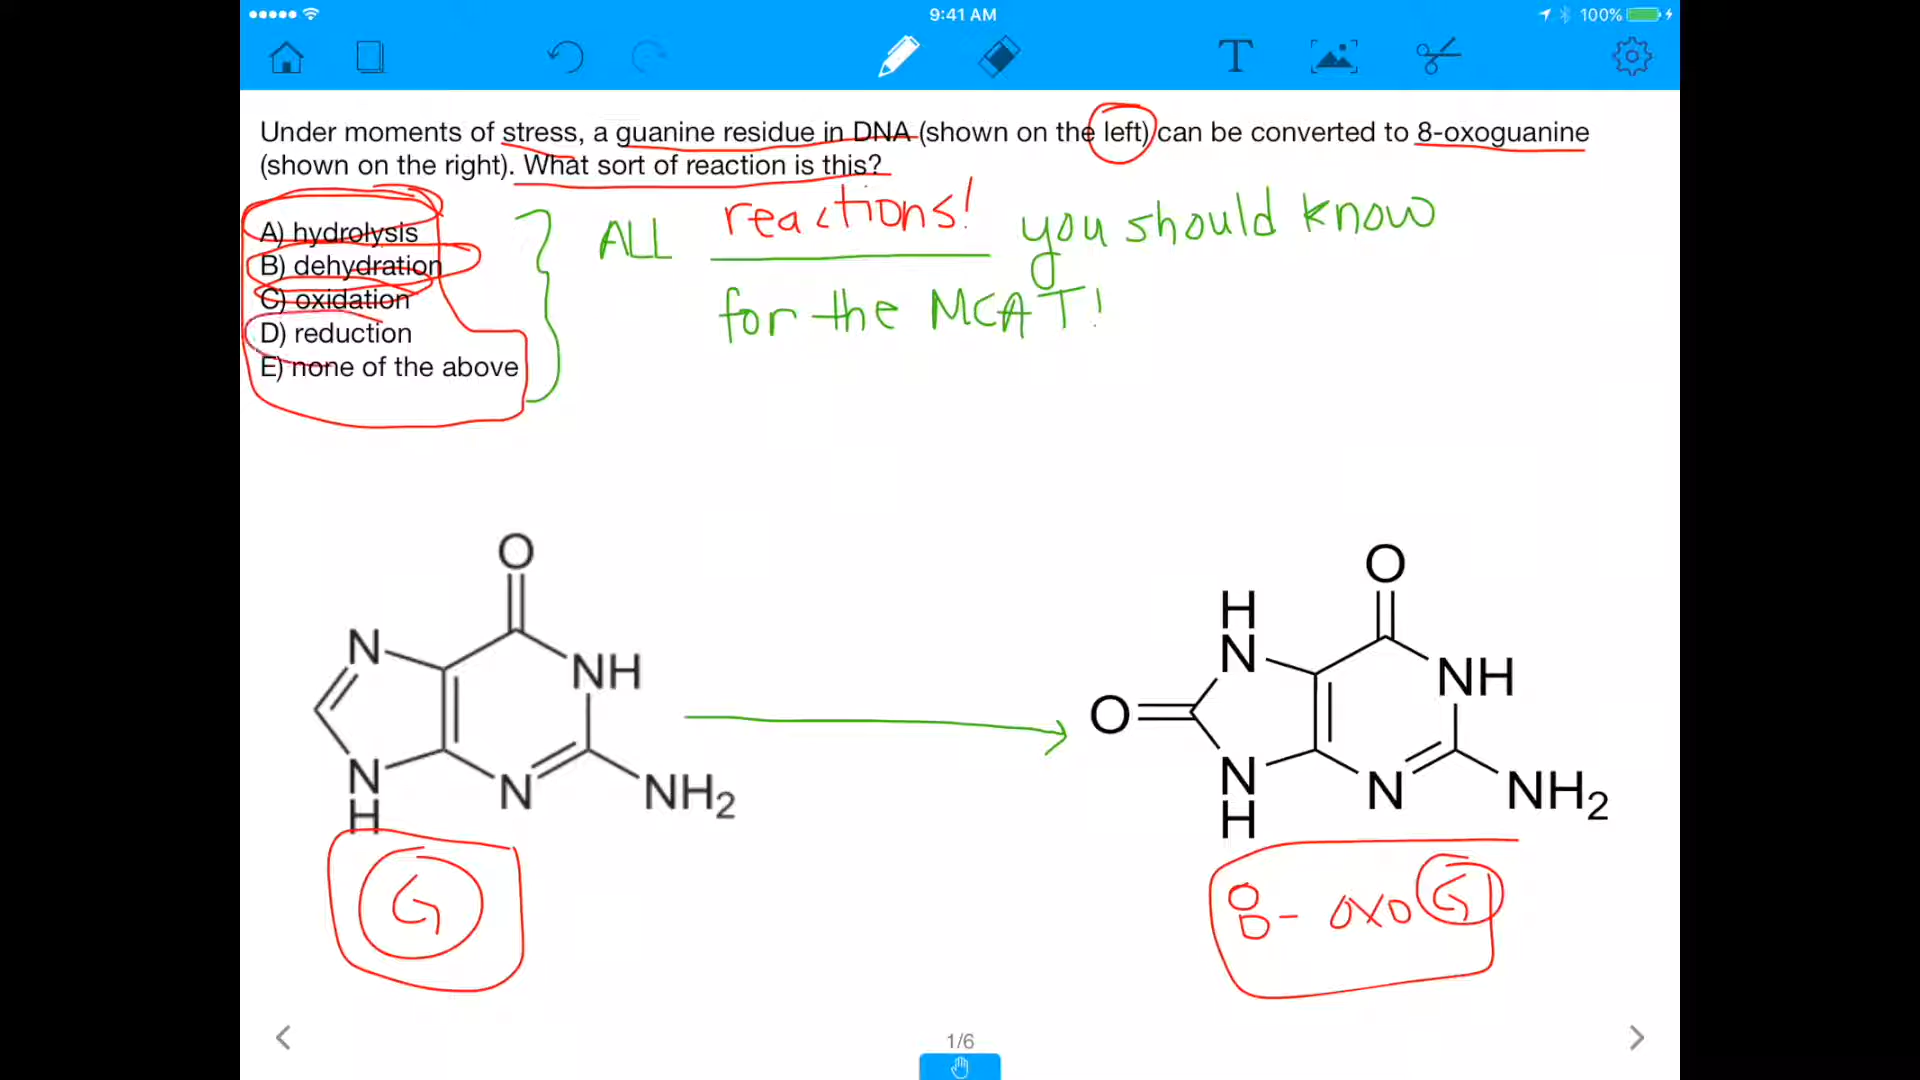 9:41 AM
100%
T
Under moments of stress, a guanine residue in DNA (shown on the left) can be converted to 8-oxoguanine
(shown on the right). What sort of reaction is this?
A) hydrolysis
B) dehydration
C) oxidation
D) reduction
E) none of the above
ALL reactions! you should know
for the MCAT!
O
N
NH
N
H
N
NH2
O
H
N
NH
O
N
H
N
NH2
G
8-oxoG
1/6